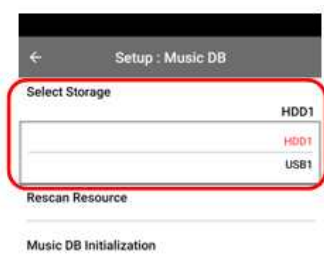 Setup : Music DB
Select Storage
HDD1
HDD1
USB1
Rescan Resource
Music DB Initialization